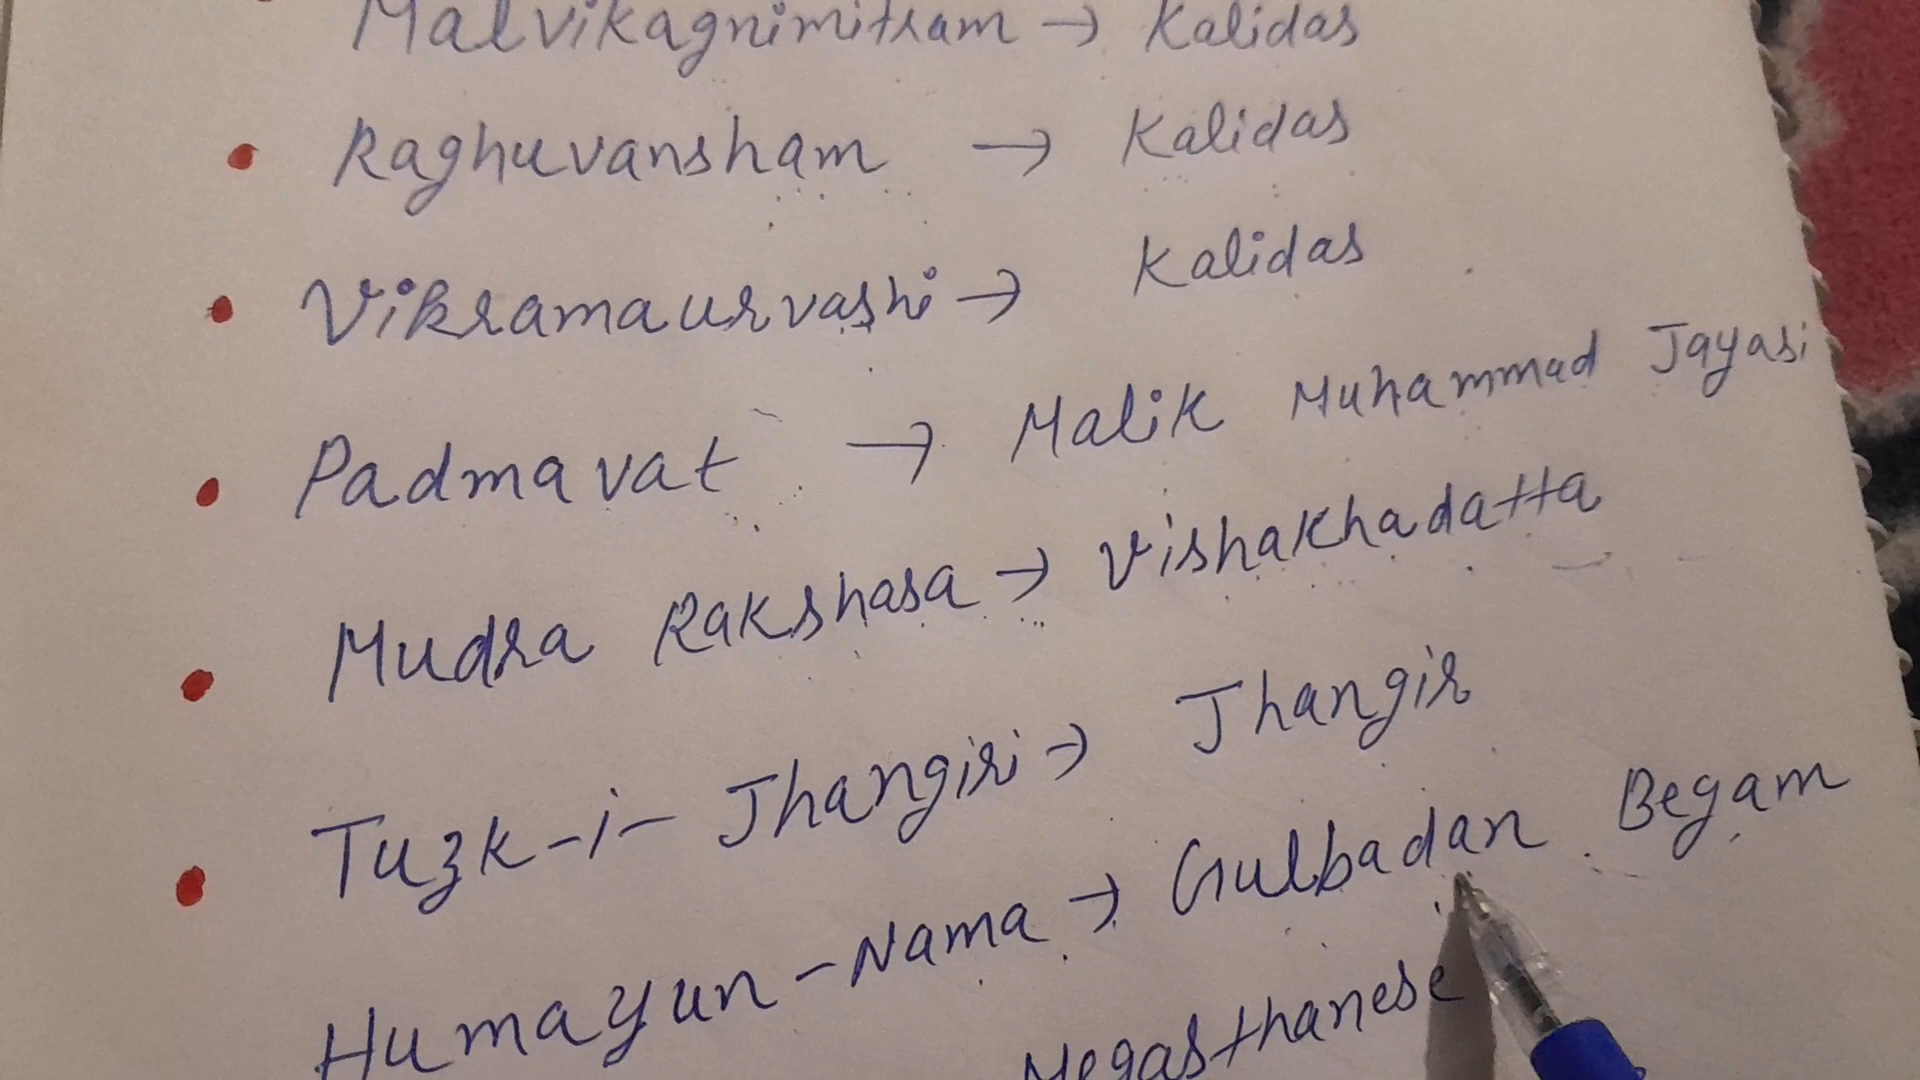 Malvikagnimitram → Kalidas
• Raghuvansham → Kalidas
• Vikramaurvashi → Kalidas
• Padmavat → Malik Muhammad Jayasi
• Mudra Rakshasa → Vishakhadatta
• Tuzk-i-Jhangiri → Jhangir
Humayun-Nama → Gulbadan Begam
Megasthanese